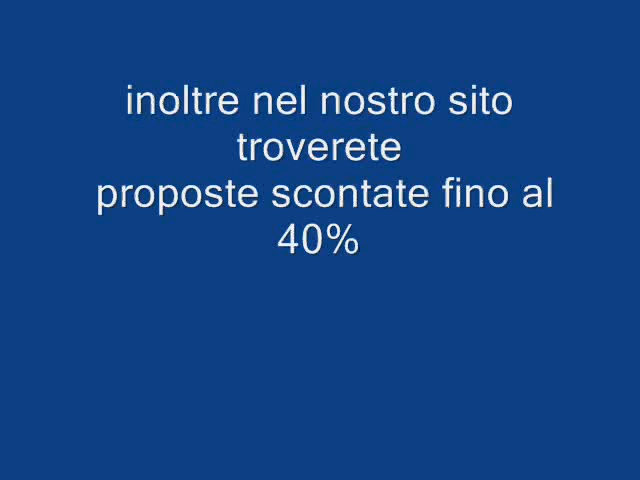 inoltre nel nostro sito
troverete
proposte scontate fino al
40%